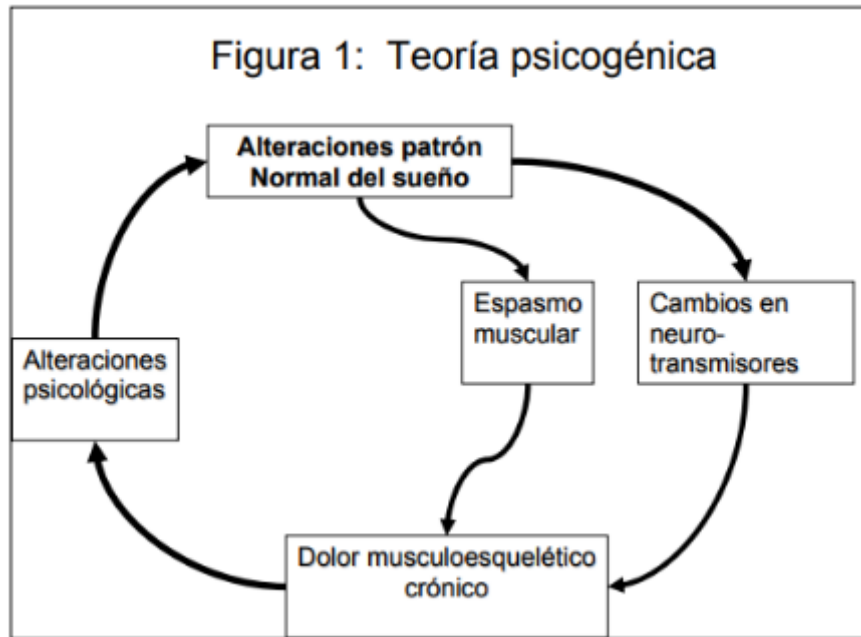 Figura 1: Teoría psicogénica
Alteraciones patrón
Normal del sueño
Espasmo
muscular
Cambios en
neuro-
transmisores
Alteraciones
psicológicas
Dolor musculoesquelético
crónico